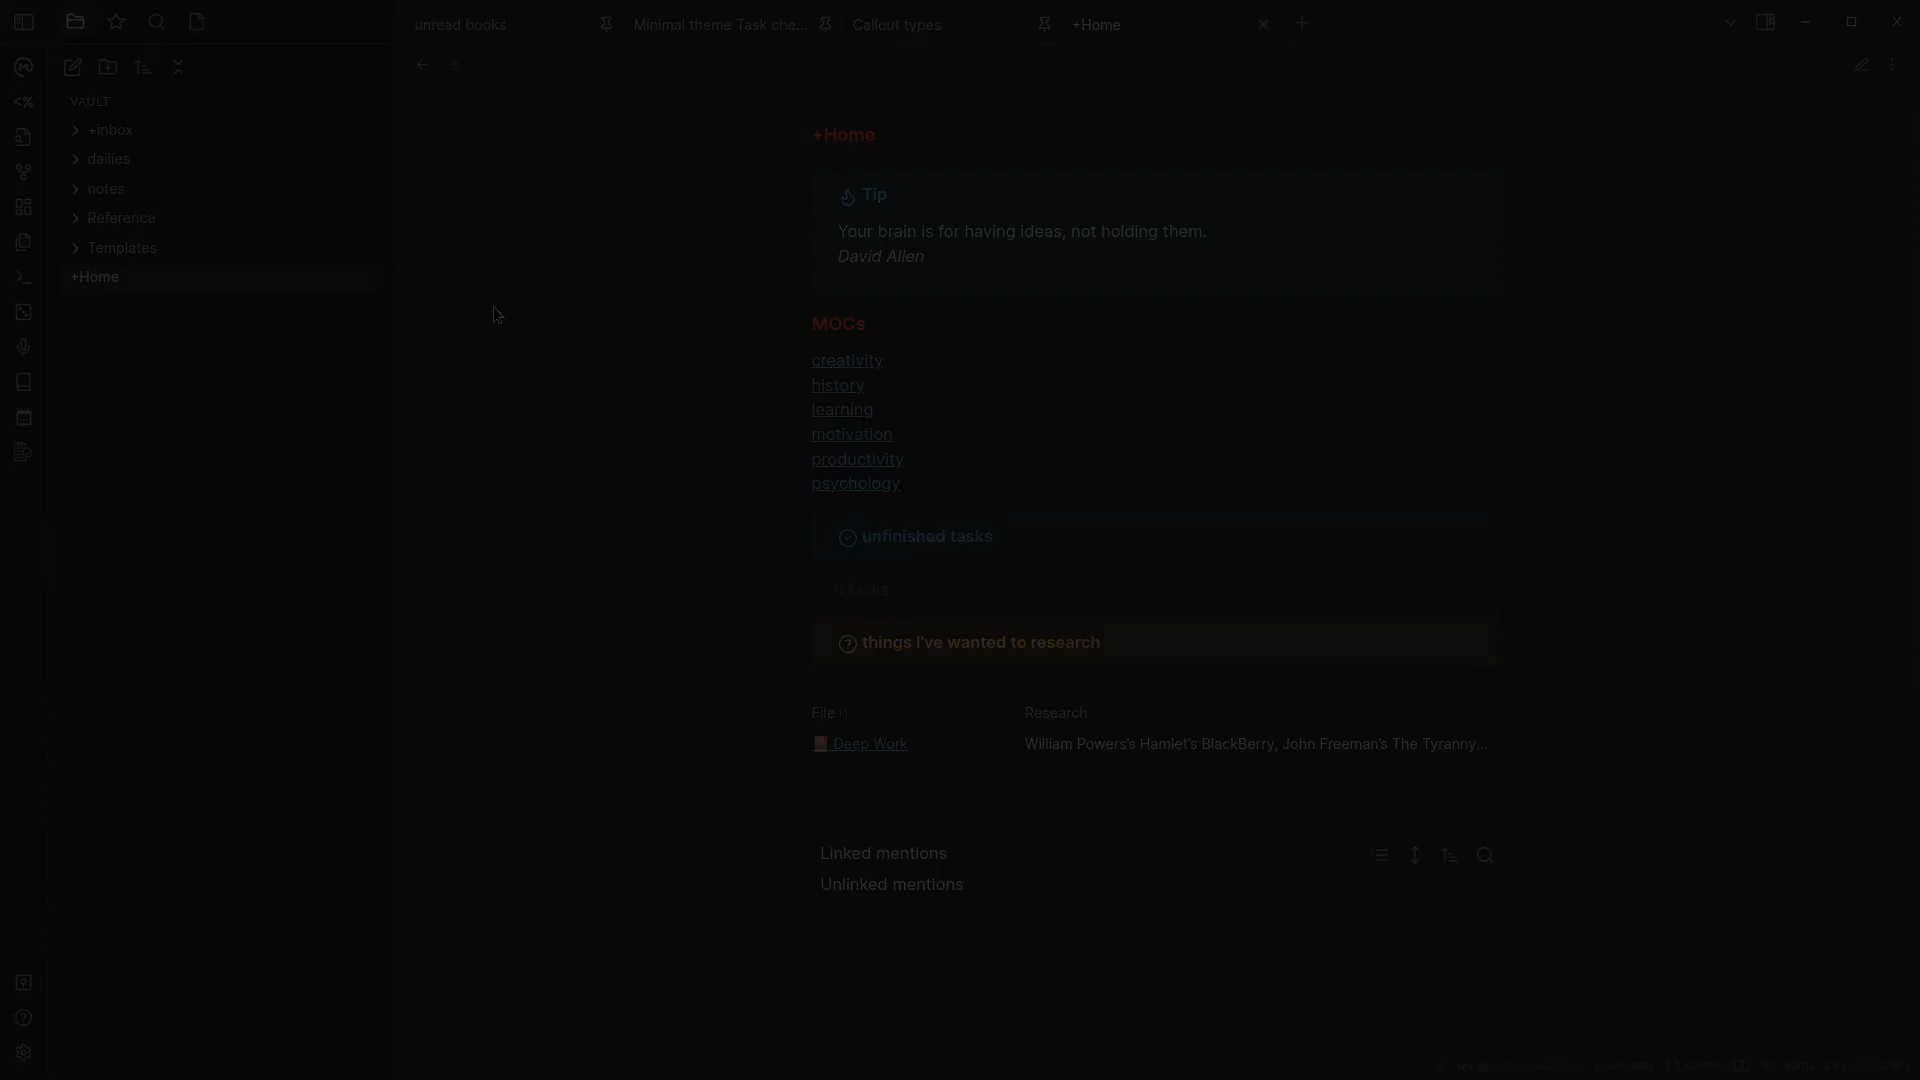 unread books
Minimal theme Task che...
Callout types
+Home
VAULT
+inbox
dailies
notes
Reference
Templates
+Home
+Home
Tip
Your brain is for having ideas, not holding them.
David Allen
MOCs
creativity
history
learning
motivation
productivity
psychology
unfinished tasks
things I've wanted to research
File
Research
Deep Work
William Powers's Hamlet's BlackBerry, John Freeman's The Tyranny...
Linked mentions
Unlinked mentions